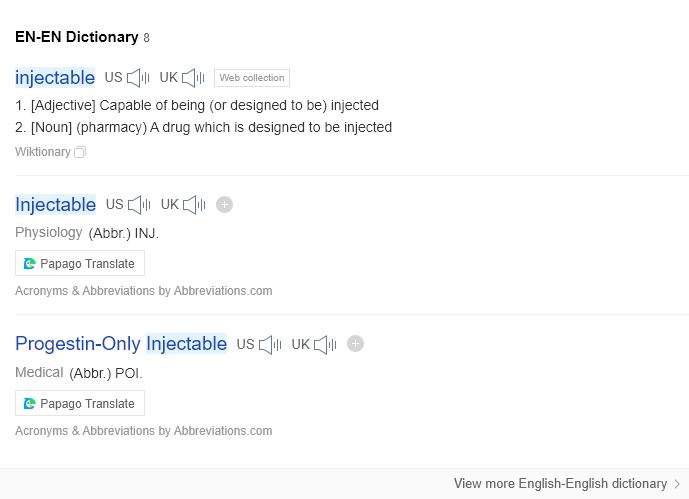 EN-EN Dictionary 8
injectable US UK Web collection
1. [Adjective] Capable of being (or designed to be) injected
2. [Noun] (pharmacy) A drug which is designed to be injected
Wiktionary
Injectable US UK
Physiology (Abbr.) INJ.
Papago Translate
Acronyms & Abbreviations by Abbreviations.com
Progestin-Only Injectable US UK
Medical (Abbr.) POI.
Papago Translate
Acronyms & Abbreviations by Abbreviations.com
View more English-English dictionary